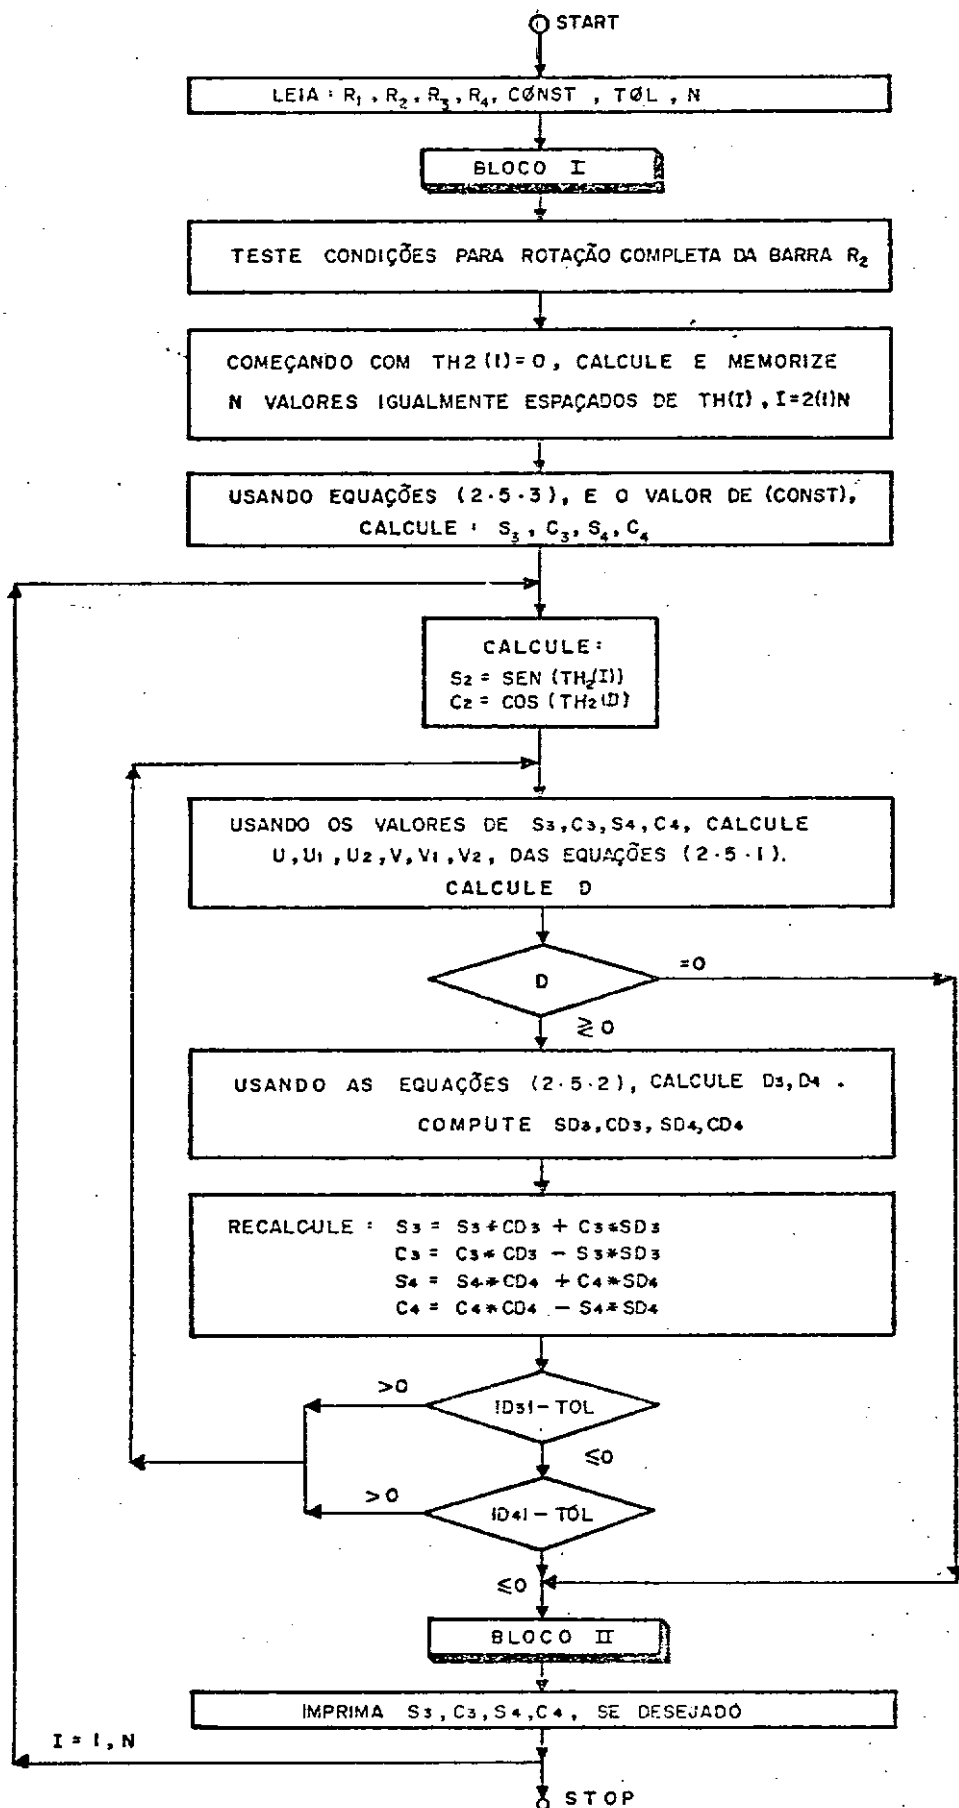 START
LEIA : R1, R2, R3, R4, CØNST , TØL , N
BLOCO I
TESTE CONDIÇÕES PARA ROTAÇÃO COMPLETA DA BARRA R2
COMEÇANDO COM TH2 (1)=0, CALCULE E MEMORIZE
N VALORES IGUALMENTE ESPAÇADOS DE TH(I), I=2(1)N
USANDO EQUAÇÕES (2.5.3), E O VALOR DE (CONST),
CALCULE : S3, C3, S4, C4
CALCULE:
S2 = SEN (TH2(I))
C2 = COS (TH2(I))
USANDO OS VALORES DE S3,C3,S4,C4, CALCULE
U,U1,U2,V,V1,V2, DAS EQUAÇÕES (2.5.1).
CALCULE D
D
=0
≷0
USANDO AS EQUAÇÕES (2.5.2), CALCULE D3,D4.
COMPUTE SD3,CD3,SD4,CD4
RECALCULE : S3 = S3*CD3 + C3*SD3
C3 = C3*CD3 - S3*SD3
S4 = S4*CD4 + C4*SD4
C4 = C4*CD4 - S4*SD4
>0
|D3|-TOL
≤0
>0
|D4|-TOL
≤0
BLOCO II
IMPRIMA S3,C3,S4,C4, SE DESEJADO
I = 1, N
STOP